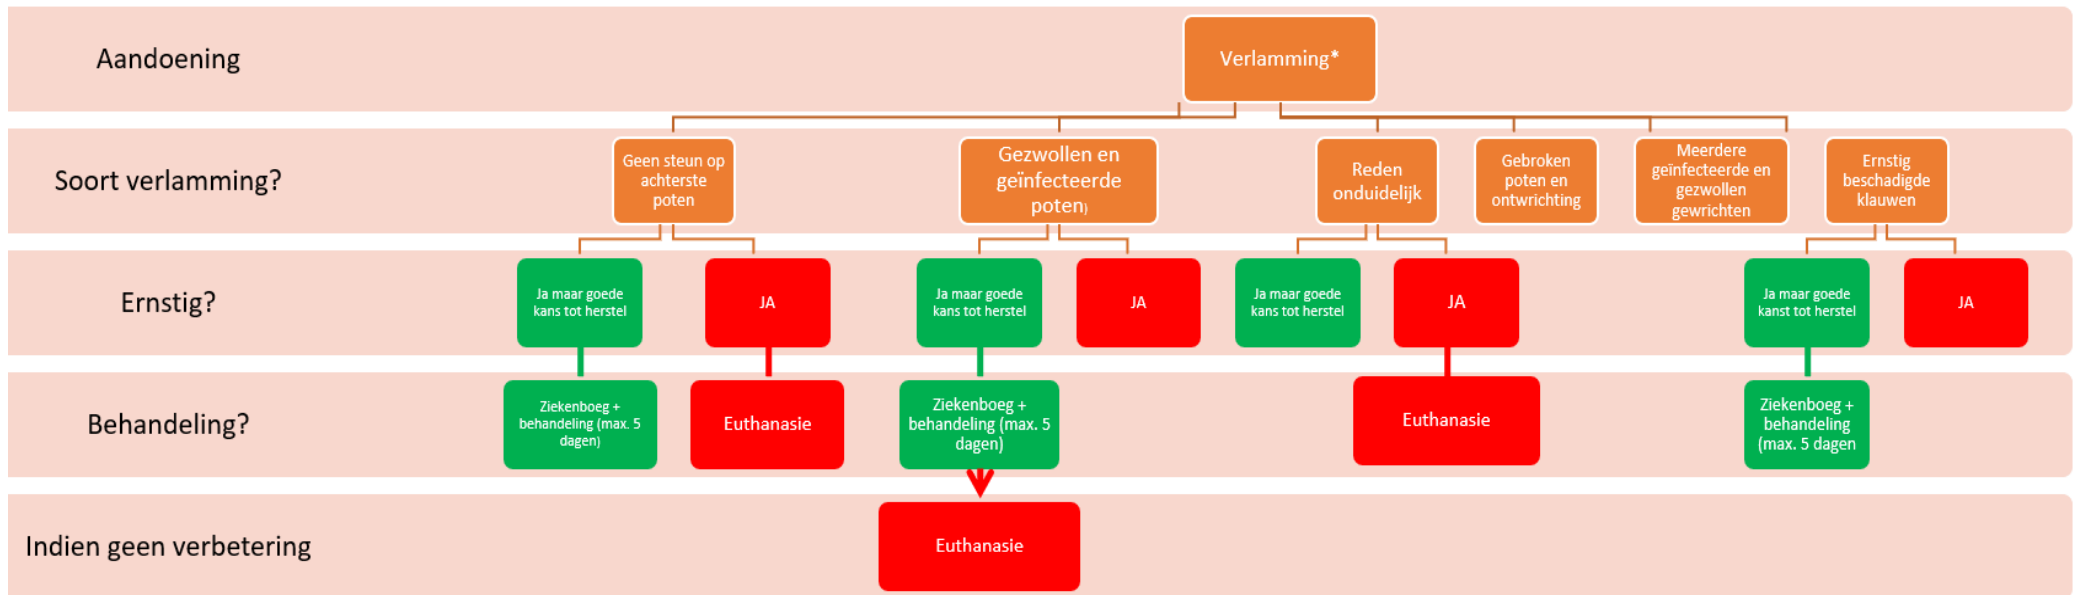 Aandoening
Verlamming*
Soort verlamming?
Geen steun op
achterste
poten
Gezwollen en
geïnfecteerde
poten)
Reden
onduidelijk
Gebroken
poten en
ontwrichting
Meerdere
geïnfecteerde en
gezwollen
gewrichten
Ernstig
beschadigde
klauwen
Ernstig?
Ja maar goede
kans tot herstel
JA
Ja maar goede
kans tot herstel
JA
Ja maar goede
kans tot herstel
JA
Ja maar goede
kanst tot herstel
JA
Behandeling?
Ziekenboeg +
behandeling (max. 5
dagen)
Euthanasie
Ziekenboeg +
behandeling (max. 5
dagen)
Euthanasie
Ziekenboeg +
behandeling
(max. 5 dagen
Indien geen verbetering
Euthanasie